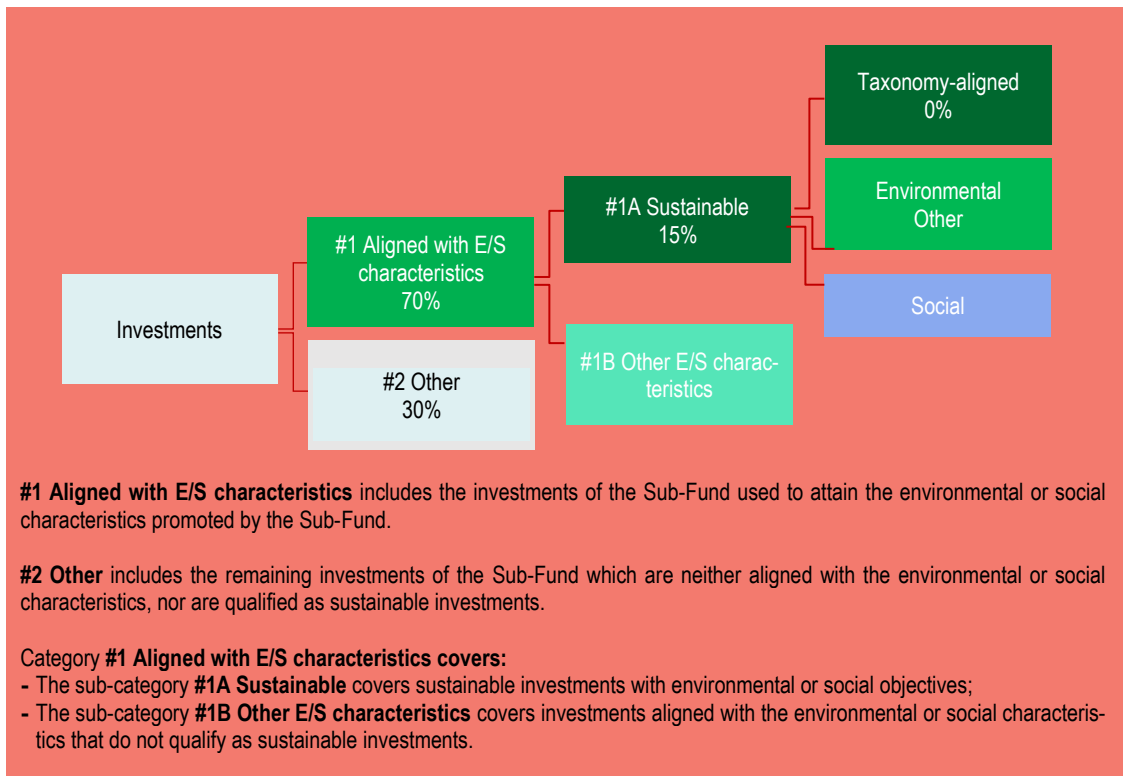 Taxonomy-aligned
0%
Environmental
Other
Social
#1A Sustainable
15%
#1B Other E/S charac-
teristics
#1 Aligned with E/S
characteristics
70%
#2 Other
30%
Investments
#1 Aligned with E/S characteristics includes the investments of the Sub-Fund used to attain the environmental or social
characteristics promoted by the Sub-Fund.
#2 Other includes the remaining investments of the Sub-Fund which are neither aligned with the environmental or social
characteristics, nor are qualified as sustainable investments.
Category #1 Aligned with E/S characteristics covers:
- The sub-category #1A Sustainable covers sustainable investments with environmental or social objectives;
- The sub-category #1B Other E/S characteristics covers investments aligned with the environmental or social characteris-
tics that do not qualify as sustainable investments.